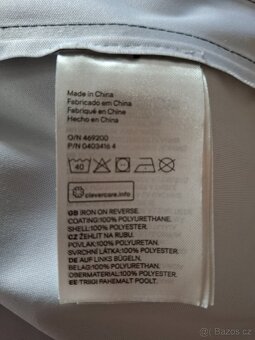 Made in China
Fabricado em China
Fabriqué en Chine
Hecho en China
O/N 469200
P/N 0403416 4
40
clevercare.info
GB IRON ON REVERSE.
COATING:100% POLYURETHANE.
SHELL:100% POLYESTER.
CZ ŽEHLIT NA RUBU.
POVLAK:100% POLYURETAN.
SVRCHNÍ LÁTKA:100%
POLYESTER.
DE AUF LINKS BÜGELN.
BELAG:100% POLYURETHAN.
OBERMATERIAL:100% POLYESTER.
EE TRIIGI PAHEMALT POOLT.
bazos.cz